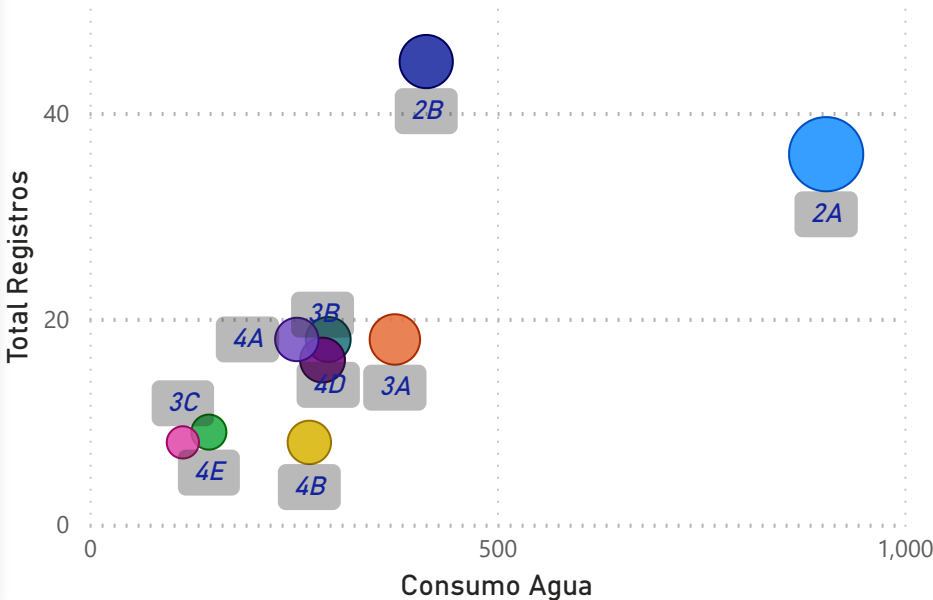 40
20
0
0
500
1,000
Total Registros
Consumo Agua
2B
2A
3B
4A
4D
3A
3C
4E
4B